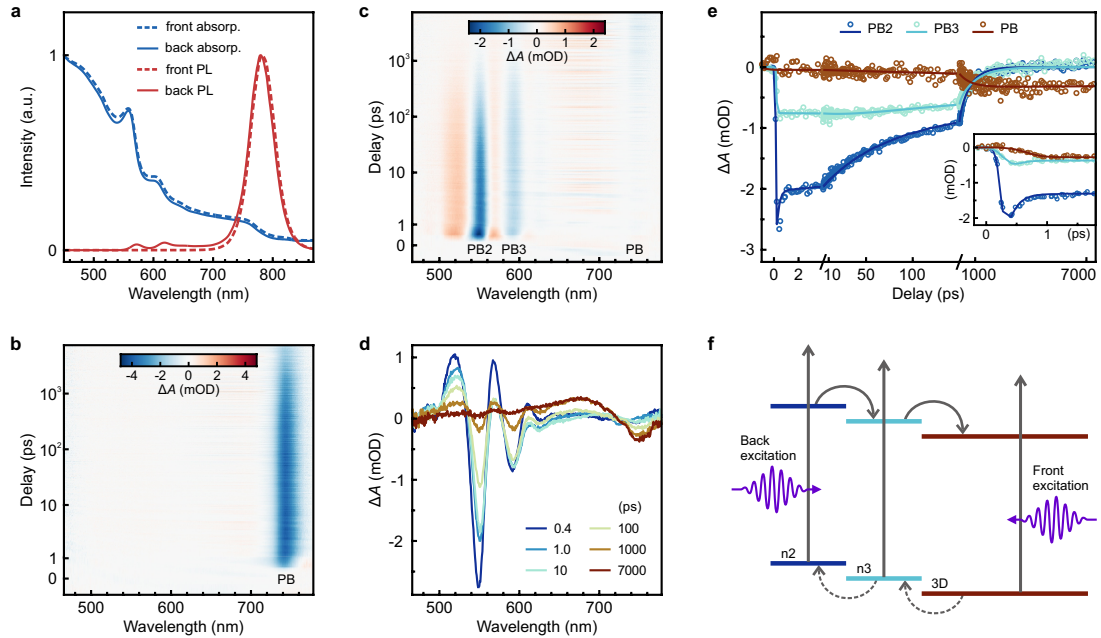 a
front absorp.
back absorp.
front PL
back PL
Intensity (a.u.)
1
0
500 600 700 800
Wavelength (nm)
b
-4 -2 0 2 4
ΔA (mOD)
Delay (ps)
10³
10²
10
1
0
PB
500 600 700
Wavelength (nm)
c
-2 -1 0 1 2
ΔA (mOD)
Delay (ps)
10³
10²
10
1
0
PB2 PB3 PB
500 600 700
Wavelength (nm)
d
ΔA (mOD)
1
0
-1
-2
(ps)
0.4 100
1.0 1000
10 7000
500 600 700
Wavelength (nm)
e
PB2 PB3 PB
ΔA (mOD)
0
-1
-2
-3
0 2 10 50 100 1000 7000
Delay (ps)
(mOD)
0
-1
-2
0 1 (ps)
f
Back
excitation
Front
excitation
n2
n3
3D